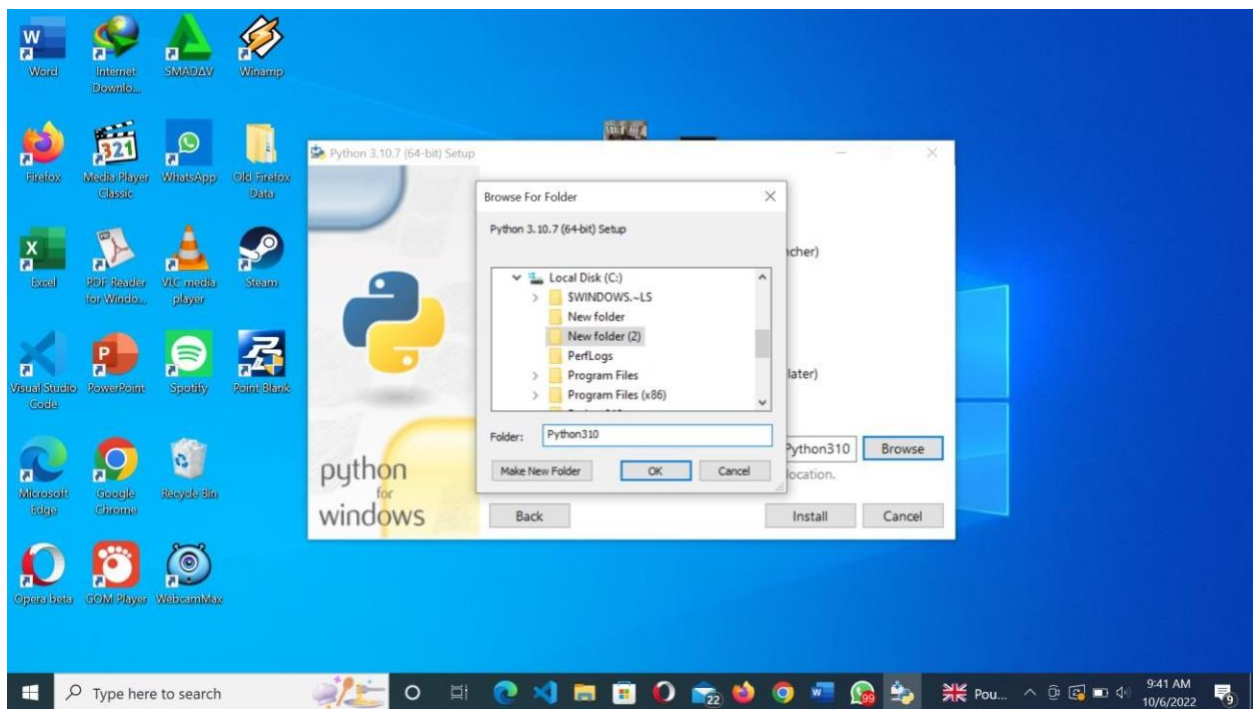 Word
Internet
Downlo...
SMADAV
Winamp
Firefox
Media Player
Classic
WhatsApp
Old Firefox
Data
Excel
PDF Reader
for Windo...
VLC media
player
Steam
Visual Studio
Code
PowerPoint
Spotify
Point Blank
Microsoft
Edge
Google
Chrome
Recycle Bin
Opera beta
GOM Player
WebcamMax
321
Python 3.10.7 (64-bit) Setup
Browse For Folder
Python 3.10.7 (64-bit) Setup
Local Disk (C:)
$WINDOWS.~LS
New folder
New folder (2)
PerfLogs
Program Files
Program Files (x86)
Folder: Python310
Make New Folder OK Cancel
ncher)
later)
Python310 Browse
location.
python
for
windows
Back Install Cancel
Type here to search
22
99
Pou...
9:41 AM
10/6/2022
9